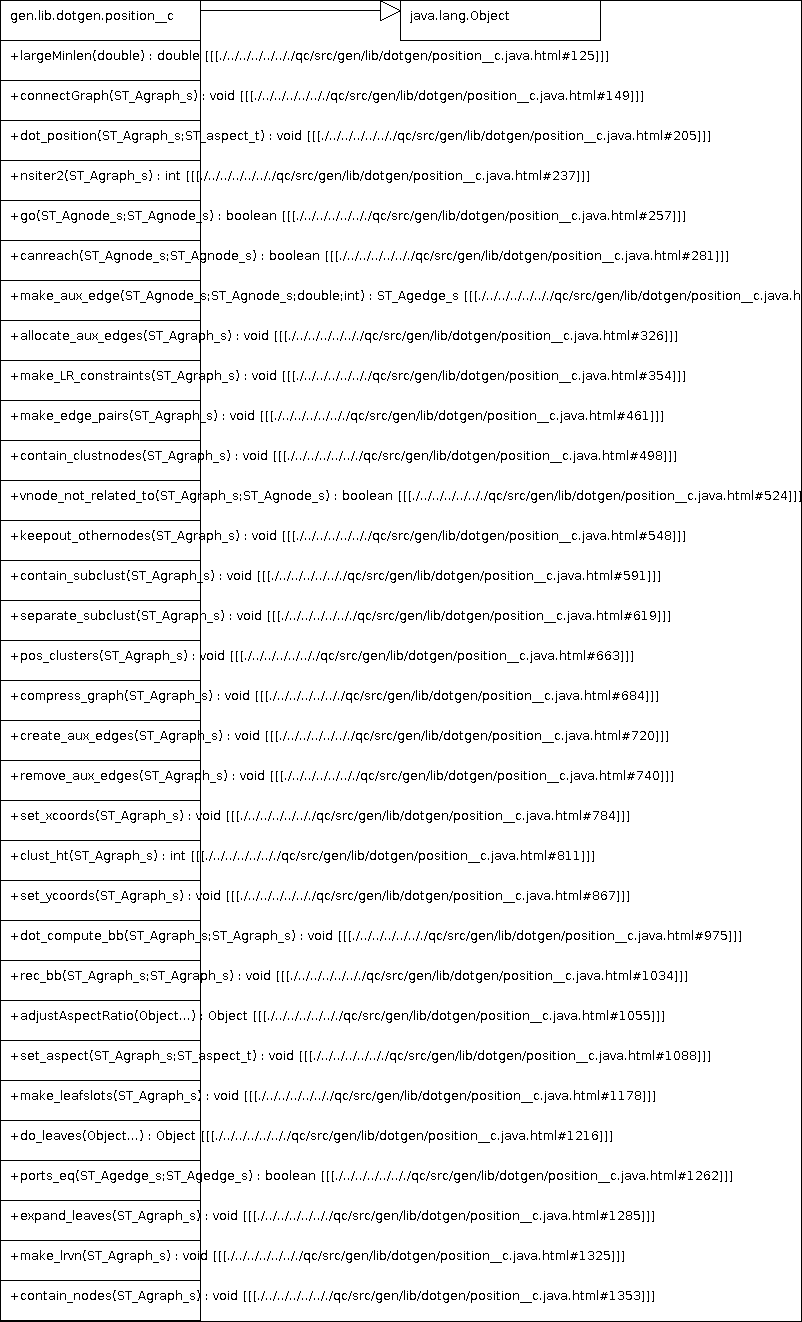 gen.lib.dotgen.position__c
java.lang.Object
+largeMinlen(double) : double [[[./../../../../../../qc/src/gen/lib/dotgen/position__c.java.html#125]]]
+connectGraph(ST_Agraph_s) : void [[[./../../../../../../qc/src/gen/lib/dotgen/position__c.java.html#149]]]
+dot_position(ST_Agraph_s;ST_aspect_t) : void [[[./../../../../../../qc/src/gen/lib/dotgen/position__c.java.html#205]]]
+nsiter2(ST_Agraph_s) : int [[[./../../../../../../qc/src/gen/lib/dotgen/position__c.java.html#237]]]
+go(ST_Agnode_s;ST_Agnode_s) : boolean [[[./../../../../../../qc/src/gen/lib/dotgen/position__c.java.html#257]]]
+canreach(ST_Agnode_s;ST_Agnode_s) : boolean [[[./../../../../../../qc/src/gen/lib/dotgen/position__c.java.html#281]]]
+make_aux_edge(ST_Agnode_s;ST_Agnode_s;double;int) : ST_Agedge_s [[[./../../../../../../qc/src/gen/lib/dotgen/position__c.java.h
+allocate_aux_edges(ST_Agraph_s) : void [[[./../../../../../../qc/src/gen/lib/dotgen/position__c.java.html#326]]]
+make_LR_constraints(ST_Agraph_s) : void [[[./../../../../../../qc/src/gen/lib/dotgen/position__c.java.html#354]]]
+make_edge_pairs(ST_Agraph_s) : void [[[./../../../../../../qc/src/gen/lib/dotgen/position__c.java.html#461]]]
+contain_clustnodes(ST_Agraph_s) : void [[[./../../../../../../qc/src/gen/lib/dotgen/position__c.java.html#498]]]
+vnode_not_related_to(ST_Agraph_s;ST_Agnode_s) : boolean [[[./../../../../../../qc/src/gen/lib/dotgen/position__c.java.html#524]]]
+keepout_othernodes(ST_Agraph_s) : void [[[./../../../../../../qc/src/gen/lib/dotgen/position__c.java.html#548]]]
+contain_subclust(ST_Agraph_s) : void [[[./../../../../../../qc/src/gen/lib/dotgen/position__c.java.html#591]]]
+separate_subclust(ST_Agraph_s) : void [[[./../../../../../../qc/src/gen/lib/dotgen/position__c.java.html#619]]]
+pos_clusters(ST_Agraph_s) : void [[[./../../../../../../qc/src/gen/lib/dotgen/position__c.java.html#663]]]
+compress_graph(ST_Agraph_s) : void [[[./../../../../../../qc/src/gen/lib/dotgen/position__c.java.html#684]]]
+create_aux_edges(ST_Agraph_s) : void [[[./../../../../../../qc/src/gen/lib/dotgen/position__c.java.html#720]]]
+remove_aux_edges(ST_Agraph_s) : void [[[./../../../../../../qc/src/gen/lib/dotgen/position__c.java.html#740]]]
+set_xcoords(ST_Agraph_s) : void [[[./../../../../../../qc/src/gen/lib/dotgen/position__c.java.html#784]]]
+clust_ht(ST_Agraph_s) : int [[[./../../../../../../qc/src/gen/lib/dotgen/position__c.java.html#811]]]
+set_ycoords(ST_Agraph_s) : void [[[./../../../../../../qc/src/gen/lib/dotgen/position__c.java.html#867]]]
+dot_compute_bb(ST_Agraph_s;ST_Agraph_s) : void [[[./../../../../../../qc/src/gen/lib/dotgen/position__c.java.html#975]]]
+rec_bb(ST_Agraph_s;ST_Agraph_s) : void [[[./../../../../../../qc/src/gen/lib/dotgen/position__c.java.html#1034]]]
+adjustAspectRatio(Object...) : Object [[[./../../../../../../qc/src/gen/lib/dotgen/position__c.java.html#1055]]]
+set_aspect(ST_Agraph_s;ST_aspect_t) : void [[[./../../../../../../qc/src/gen/lib/dotgen/position__c.java.html#1088]]]
+make_leafslots(ST_Agraph_s) : void [[[./../../../../../../qc/src/gen/lib/dotgen/position__c.java.html#1178]]]
+do_leaves(Object...) : Object [[[./../../../../../../qc/src/gen/lib/dotgen/position__c.java.html#1216]]]
+ports_eq(ST_Agedge_s;ST_Agedge_s) : boolean [[[./../../../../../../qc/src/gen/lib/dotgen/position__c.java.html#1262]]]
+expand_leaves(ST_Agraph_s) : void [[[./../../../../../../qc/src/gen/lib/dotgen/position__c.java.html#1285]]]
+make_lrvn(ST_Agraph_s) : void [[[./../../../../../../qc/src/gen/lib/dotgen/position__c.java.html#1325]]]
+contain_nodes(ST_Agraph_s) : void [[[./../../../../../../qc/src/gen/lib/dotgen/position__c.java.html#1353]]]